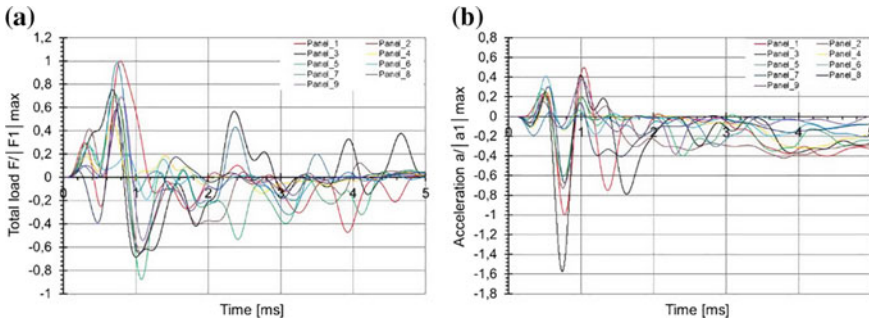 (a)
Total load F/|F1|max
1,2
1
0,8
0,6
0,4
0,2
0
-0,2
-0,4
-0,6
-0,8
-1
0 1 2 3 4 5
Time [ms]
Panel_1 Panel_2
Panel_3 Panel_4
Panel_5 Panel_6
Panel_7 Panel_8
Panel_9
(b)
Acceleration a/|a1|max
0,8
0,6
0,4
0,2
0
-0,2
-0,4
-0,6
-0,8
-1
-1,2
-1,4
-1,6
-1,8
0 1 2 3 4
Time [ms]
Panel_1 Panel_2
Panel_3 Panel_4
Panel_5 Panel_6
Panel_7 Panel_8
Panel_9